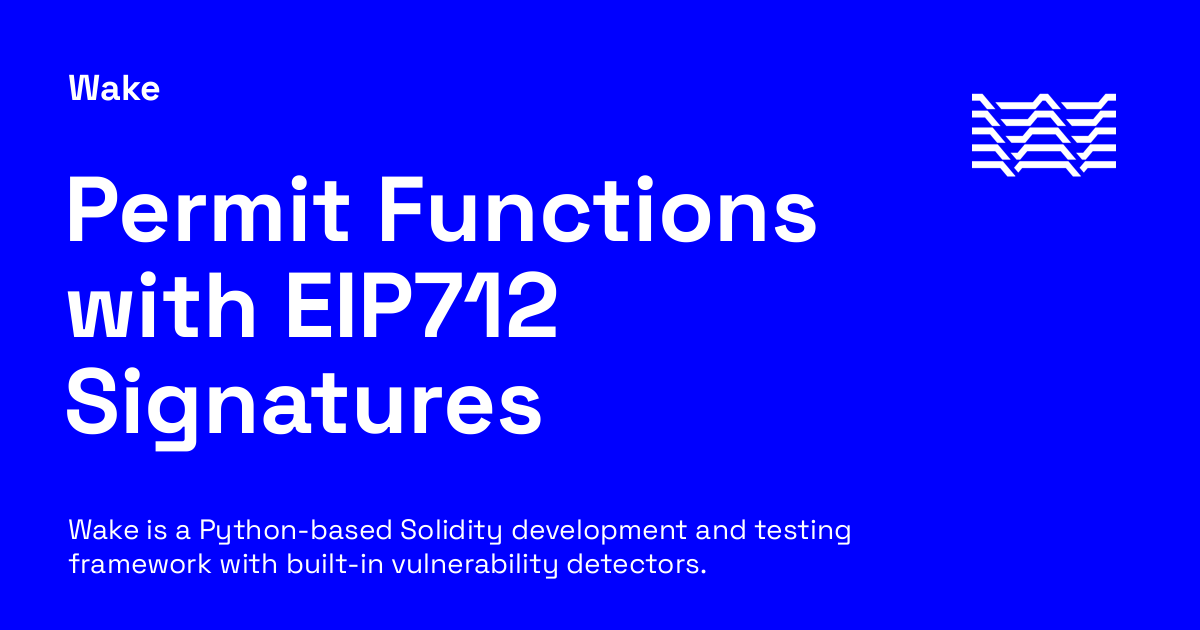 Wake
Permit Functions
with EIP712
Signatures
Wake is a Python-based Solidity development and testing
framework with built-in vulnerability detectors.